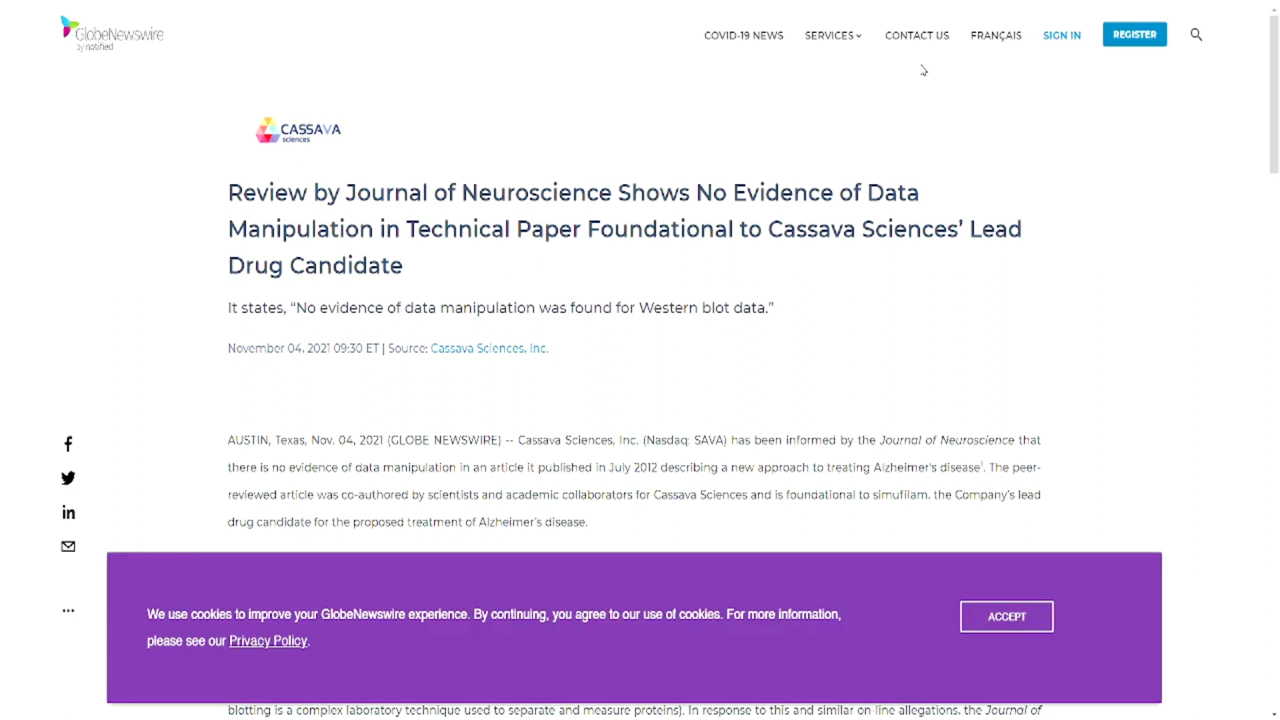 GlobeNewswire
by notified
COVID-19 NEWS SERVICES CONTACT US FRANÇAIS SIGN IN REGISTER
CASSAVA
sciences
Review by Journal of Neuroscience Shows No Evidence of Data
Manipulation in Technical Paper Foundational to Cassava Sciences’ Lead
Drug Candidate
It states, “No evidence of data manipulation was found for Western blot data.”
November 04, 2021 09:30 ET | Source: Cassava Sciences, Inc.
AUSTIN, Texas, Nov. 04, 2021 (GLOBE NEWSWIRE) -- Cassava Sciences, Inc. (Nasdaq: SAVA) has been informed by the Journal of Neuroscience that
there is no evidence of data manipulation in an article it published in July 2012 describing a new approach to treating Alzheimer's disease¹. The peer-
reviewed article was co-authored by scientists and academic collaborators for Cassava Sciences and is foundational to simufilam, the Company’s lead
drug candidate for the proposed treatment of Alzheimer’s disease.
We use cookies to improve your GlobeNewswire experience. By continuing, you agree to our use of cookies. For more information,
please see our Privacy Policy.
ACCEPT
blotting is a complex laboratory technique used to separate and measure proteins). In response to this and similar on-line allegations, the Journal of